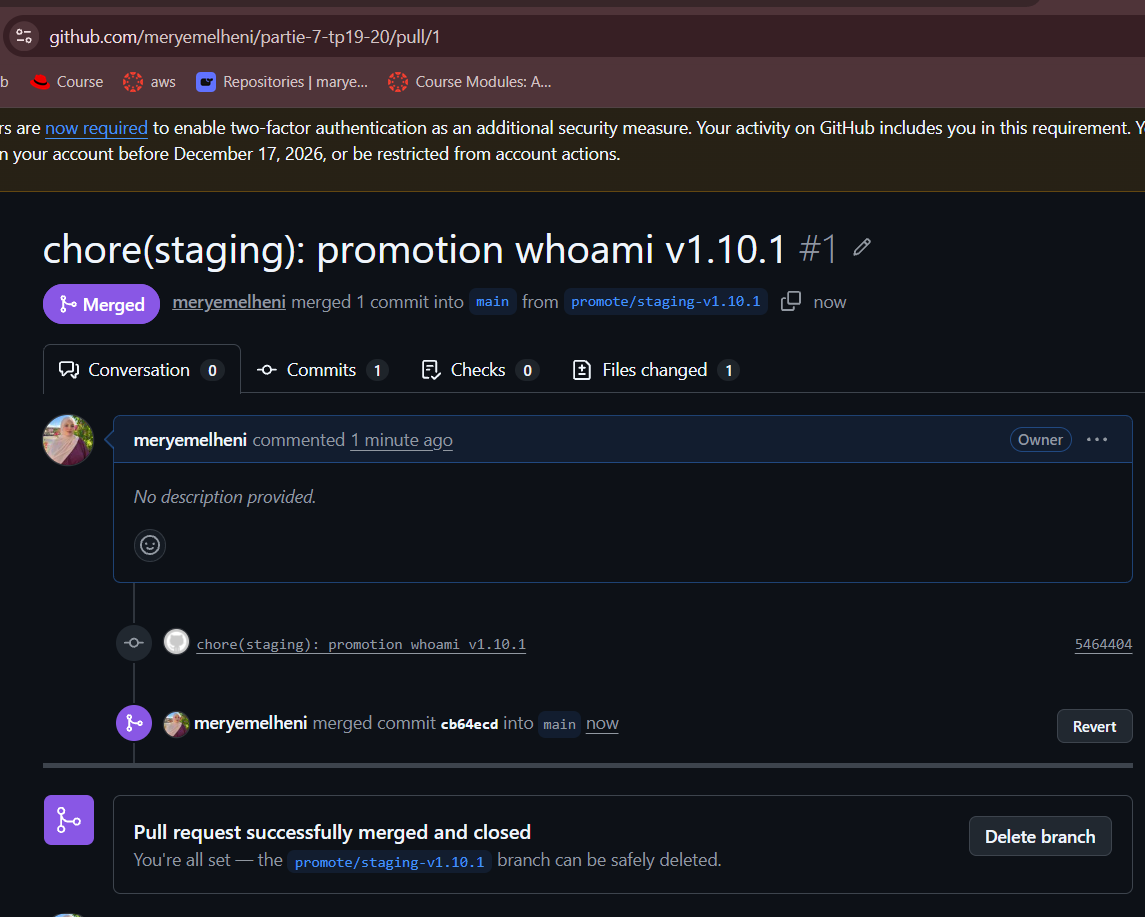 github.com/meryemelheni/partie-7-tp19-20/pull/1
b Course aws Repositories | marye... Course Modules: A...
rs are now required to enable two-factor authentication as an additional security measure. Your activity on GitHub includes you in this requirement. Y
n your account before December 17, 2026, or be restricted from account actions.
chore(staging): promotion whoami v1.10.1 #1
Merged meryemelheni merged 1 commit into main from promote/staging-v1.10.1 now
Conversation 0 Commits 1 Checks 0 Files changed 1
meryemelheni commented 1 minute ago Owner
No description provided.
chore(staging): promotion whoami v1.10.1 5464404
meryemelheni merged commit cb64ecd into main now Revert
Pull request successfully merged and closed
You're all set — the promote/staging-v1.10.1 branch can be safely deleted. Delete branch